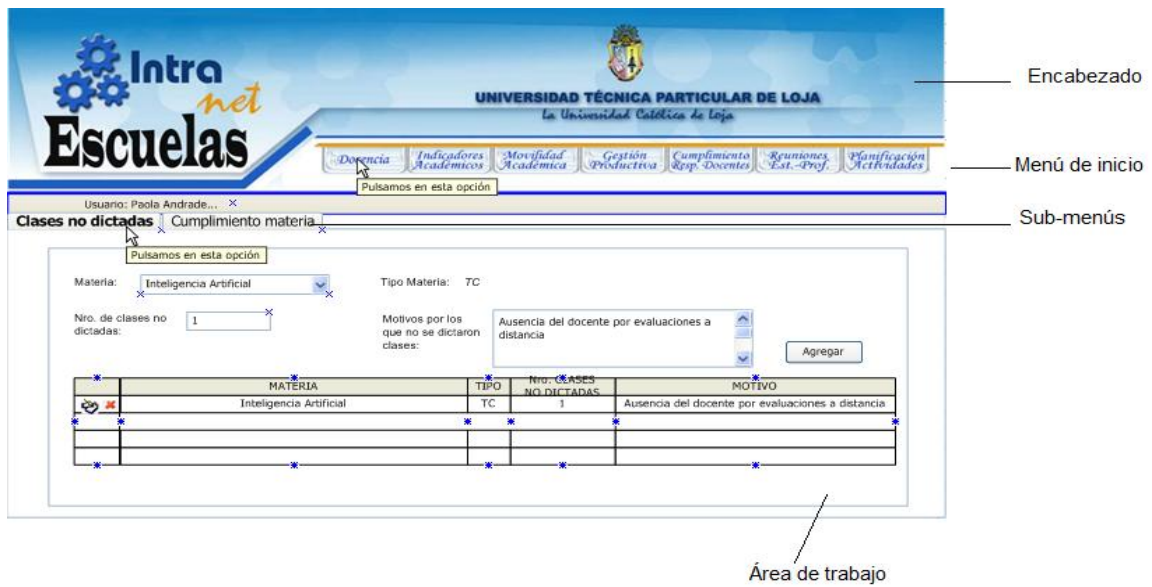 Intra
net
Escuelas
UNIVERSIDAD TÉCNICA PARTICULAR DE LOJA
La Universidad Católica de Loja
Encabezado
Docencia
Indicadores
Académicos
Movilidad
Académica
Gestión
Productiva
Cumplimiento
Resp. Docentes
Reuniones
Est.-Prof.
Planificación
Actividades
Menú de inicio
Pulsamos en esta opción
Usuario: Paola Andrade...
Clases no dictadas
Cumplimiento materia
Sub-menús
Pulsamos en esta opción
Materia:
Inteligencia Artificial
Tipo Materia: TC
Nro. de clases no
dictadas:
1
Motivos por los
que no se dictaron
clases:
Ausencia del docente por evaluaciones a
distancia
Agregar
MATERIA
TIPO
Nro. CLASES
NO DICTADAS
MOTIVO
Inteligencia Artificial
TC
1
Ausencia del docente por evaluaciones a distancia
Área de trabajo